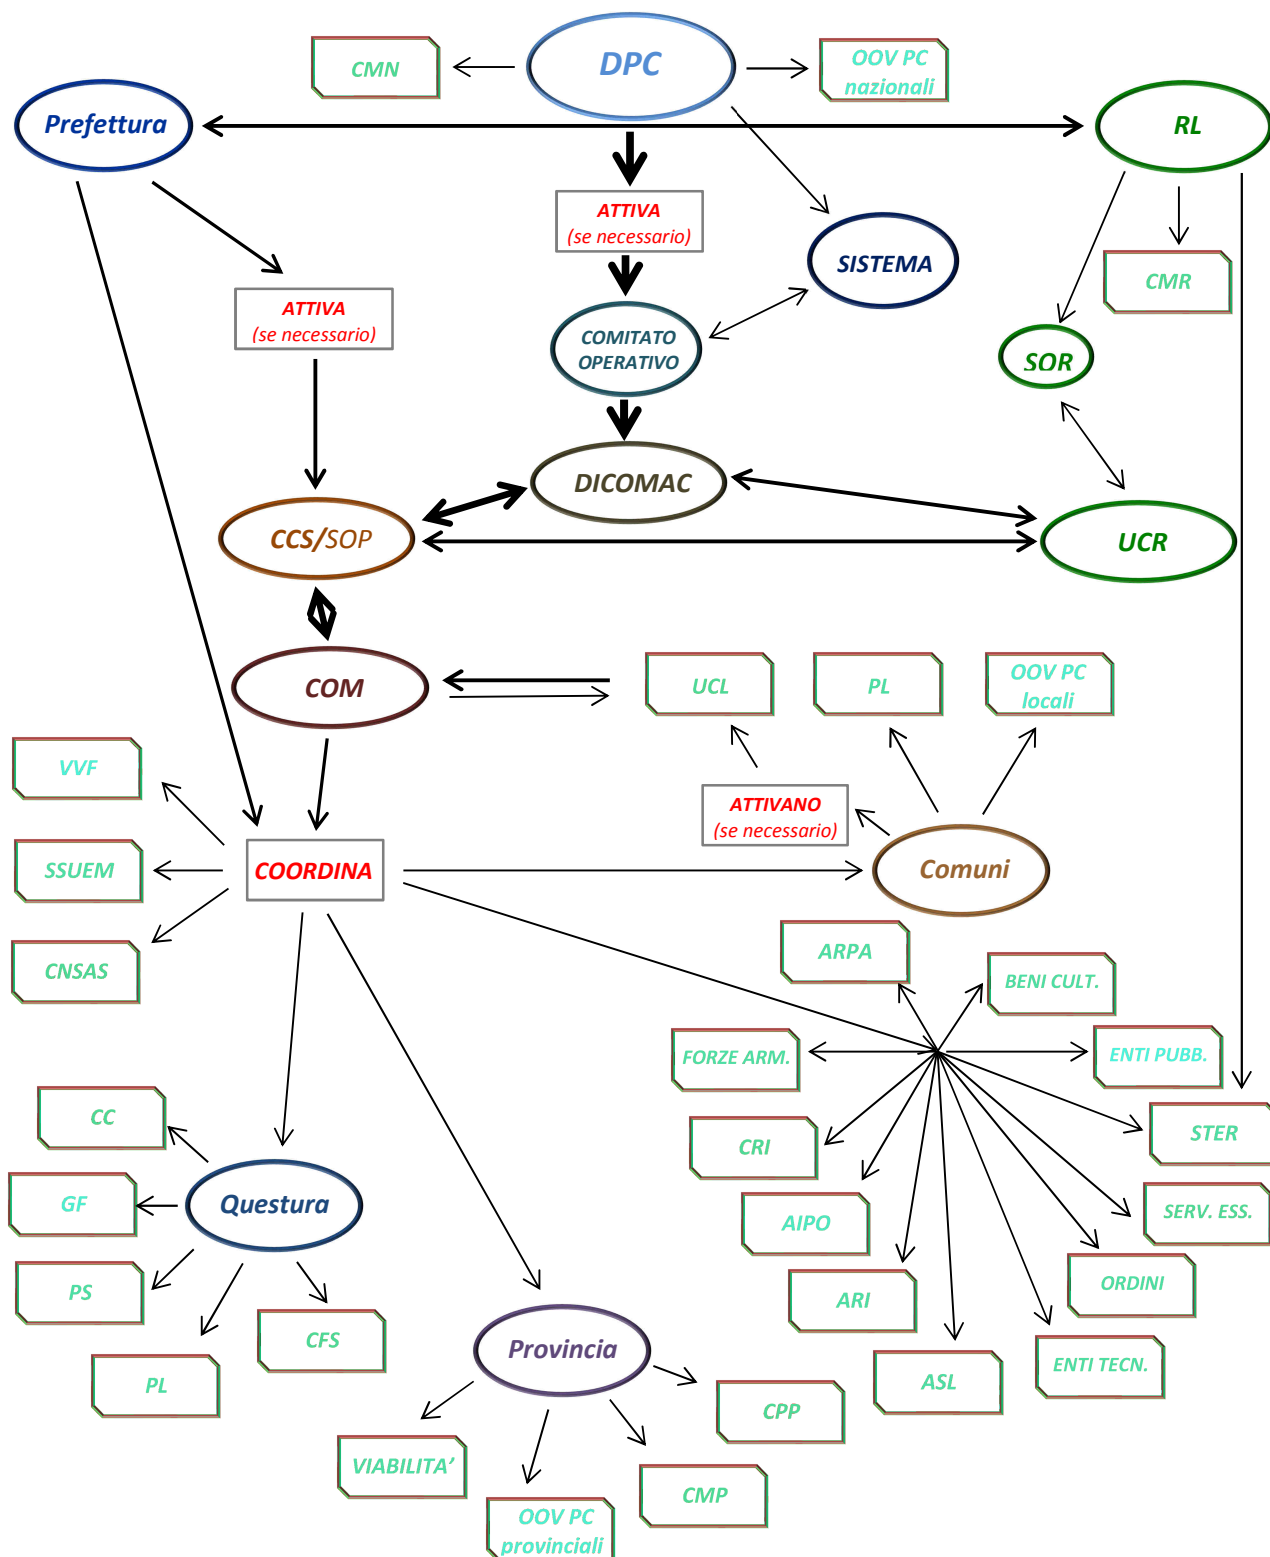 DPC
CMN
OOV PC
nazionali
Prefettura
RL
ATTIVA
(se necessario)
SISTEMA
CMR
ATTIVA
(se necessario)
COMITATO
OPERATIVO
SOR
DICOMAC
CCS/SOP
UCR
COM
UCL
PL
OOV PC
locali
VVF
ATTIVANO
(se necessario)
SSUEM
COORDINA
Comuni
CNSAS
ARPA
BENI CULT.
FORZE ARM.
ENTI PUBB.
CC
CRI
STER
GF
Questura
AIPO
SERV. ESS.
PS
CFS
ARI
ORDINI
PL
Provincia
ASL
ENTI TECN.
CPP
VIABILITA’
CMP
OOV PC
provinciali